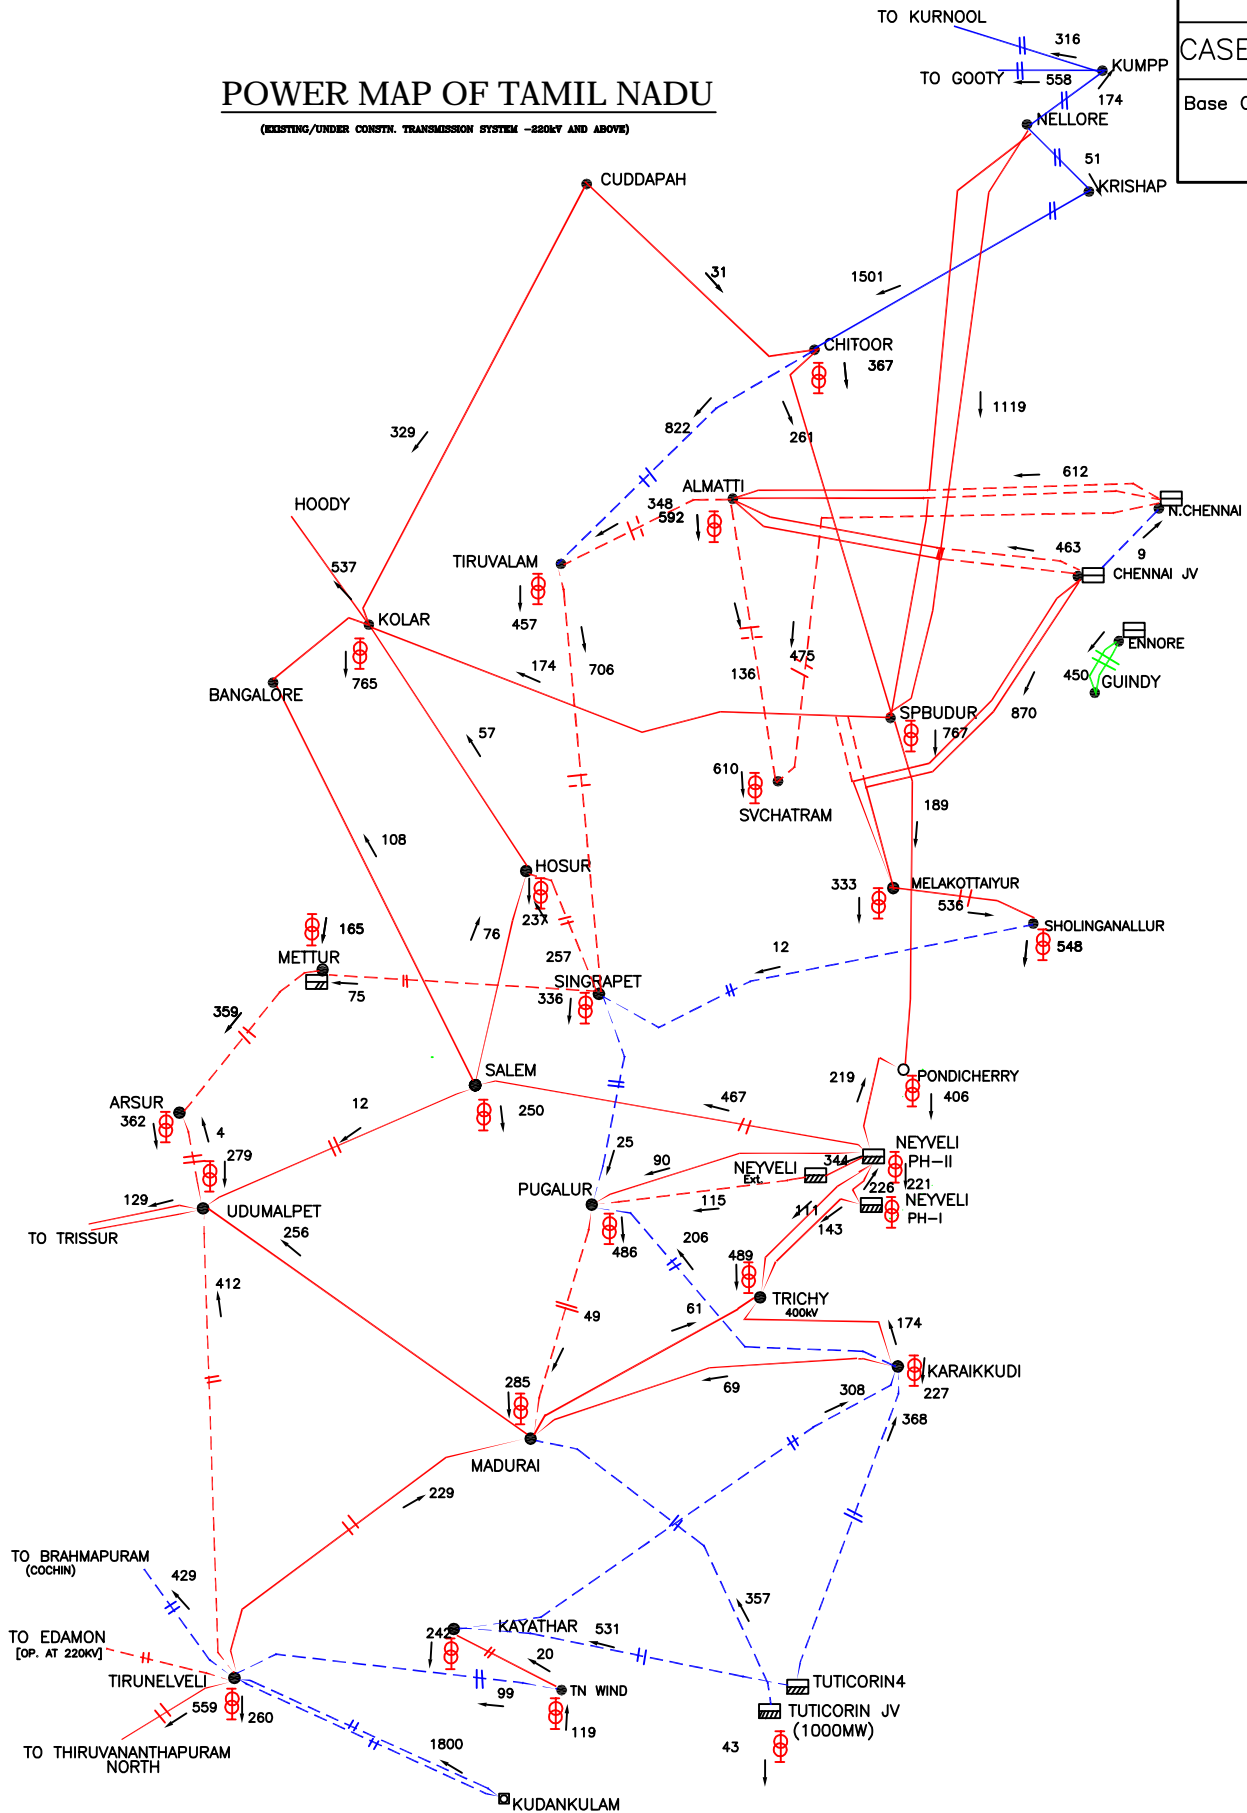 TO KURNOOL
316
CASE
KUMPP
TO GOOTY
558
174
Base
POWER MAP OF TAMIL NADU
(EXISTING/UNDER CONSTN. TRANSMISSION SYSTEM -220kV AND ABOVE)
NELLORE
51
CUDDAPAH
KRISHAP
31
1501
CHITOOR
367
1119
329
822
261
612
ALMATTI
348
592
HOODY
N.CHENNAI
463
9
TIRUVALAM
537
CHENNAI JV
457
KOLAR
ENNORE
475
706
174
136
450
GUINDY
765
BANGALORE
SPBUDUR
870
767
57
610
189
SVCHATRAM
108
HOSUR
333
MELAKOTTAIYUR
536
237
SHOLINGANALLUR
165
76
548
12
METTUR
257
SINGRAPET
75
336
359
SALEM
219
PONDICHERRY
ARSUR
467
406
362
12
250
4
25
NEYVELI
PH-II
90
344
279
NEYVELI
Ext.
221
226
129
PUGALUR
115
NEYVELI
PH-I
UDUMALPET
111
143
TO TRISSUR
256
486
206
489
412
TRICHY
400kV
61
49
174
KARAIKKUDI
285
69
227
308
368
MADURAI
229
TO BRAHMAPURAM
(COCHIN)
429
357
KAYATHAR
242
531
TO EDAMON
[OP. AT 220KV]
20
TIRUNELVELI
TUTICORIN4
99
TN WIND
559
260
TUTICORIN JV
(1000MW)
119
43
TO THIRUVANANTHAPURAM
NORTH
1800
KUDANKULAM